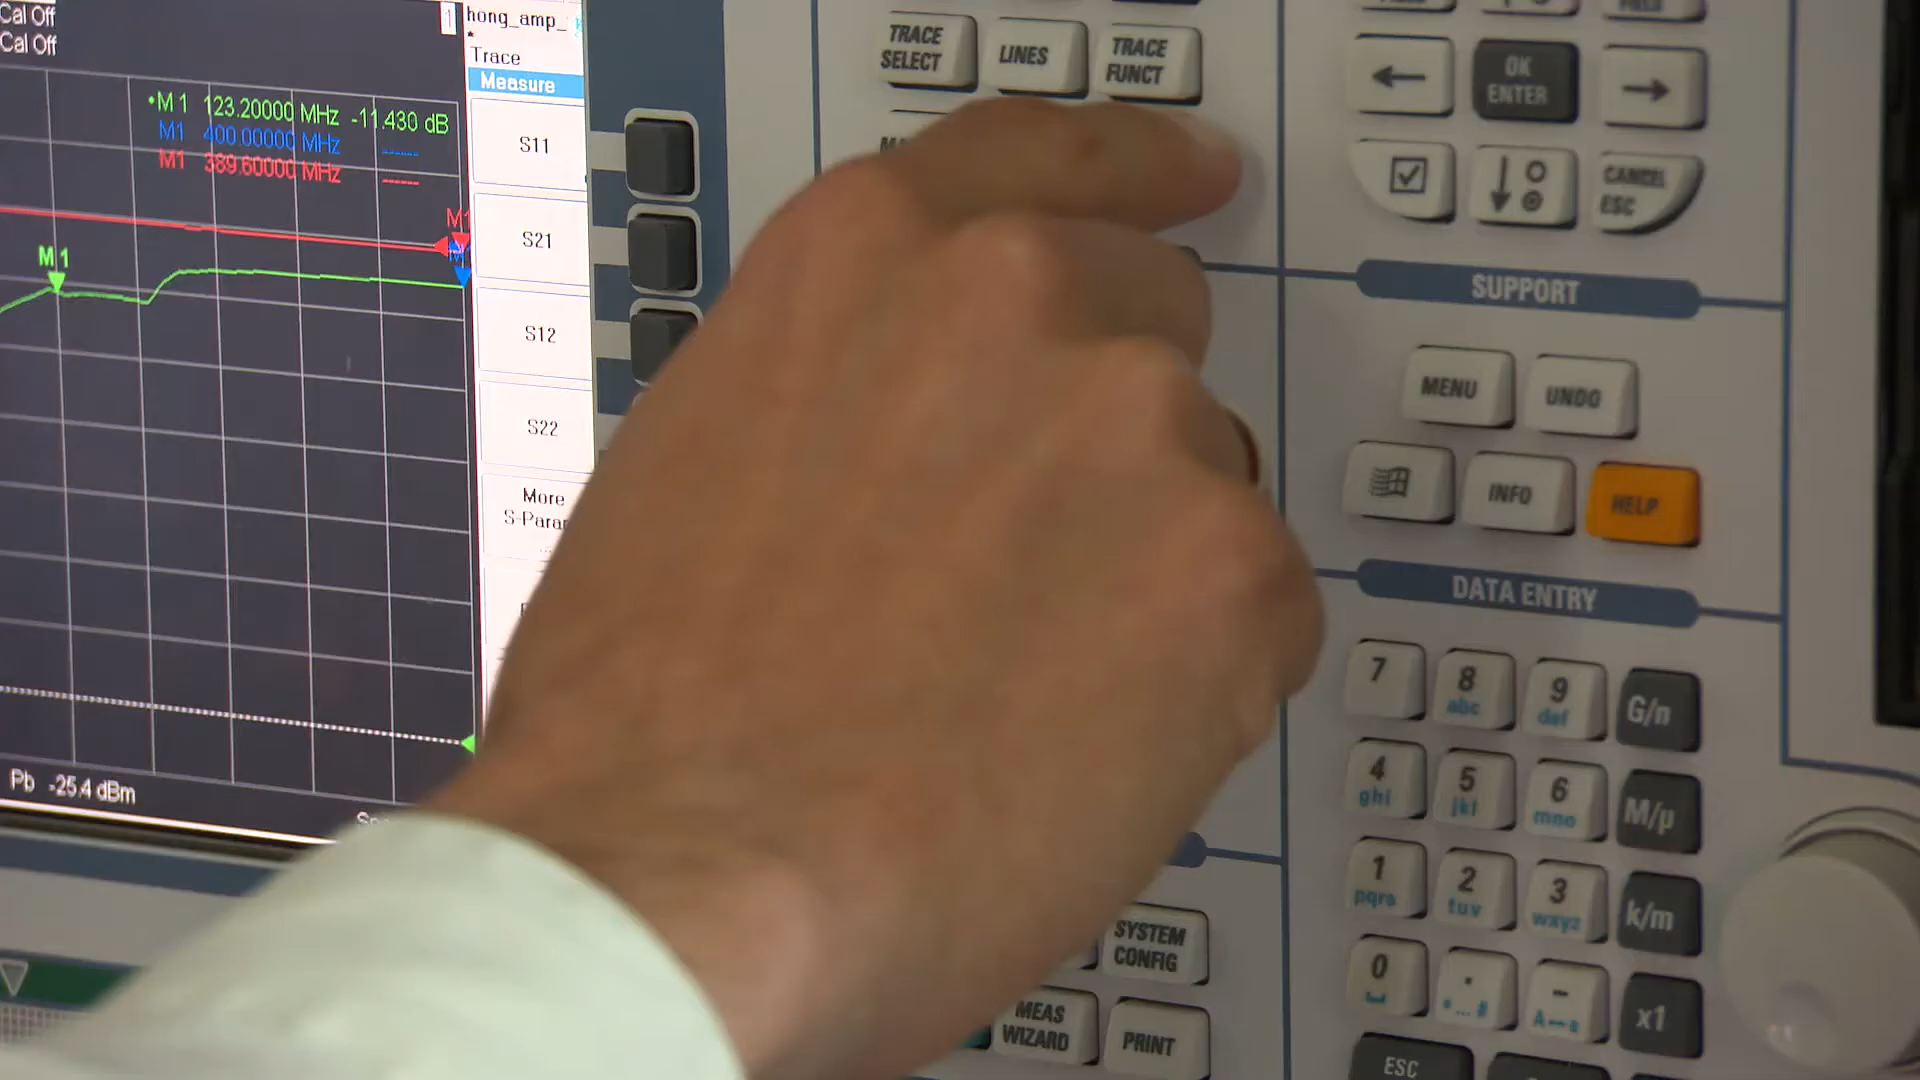 Cal Off
Cal Off
1
hong_amp_
*
Trace
Measure
S11
S21
S12
S22
More
S-Para
...
•M 1 123.20000 MHz -11.430 dB
M1 400.00000 MHz ------
M1 389.60000 MHz ------
M1
M 1
Pb -25.4 dBm
TRACE
SELECT
LINES
TRACE
FUNCT
OK
ENTER
CANCEL
ESC
SUPPORT
MENU
UNDO
INFO
HELP
DATA ENTRY
7
8
abc
9
def
G/n
4
ghi
5
jkl
6
mno
M/µ
1
pqrs
2
tuv
3
wxyz
k/m
0
.
*...#
-
A↔a
x1
ESC
SYSTEM
CONFIG
MEAS
WIZARD
PRINT